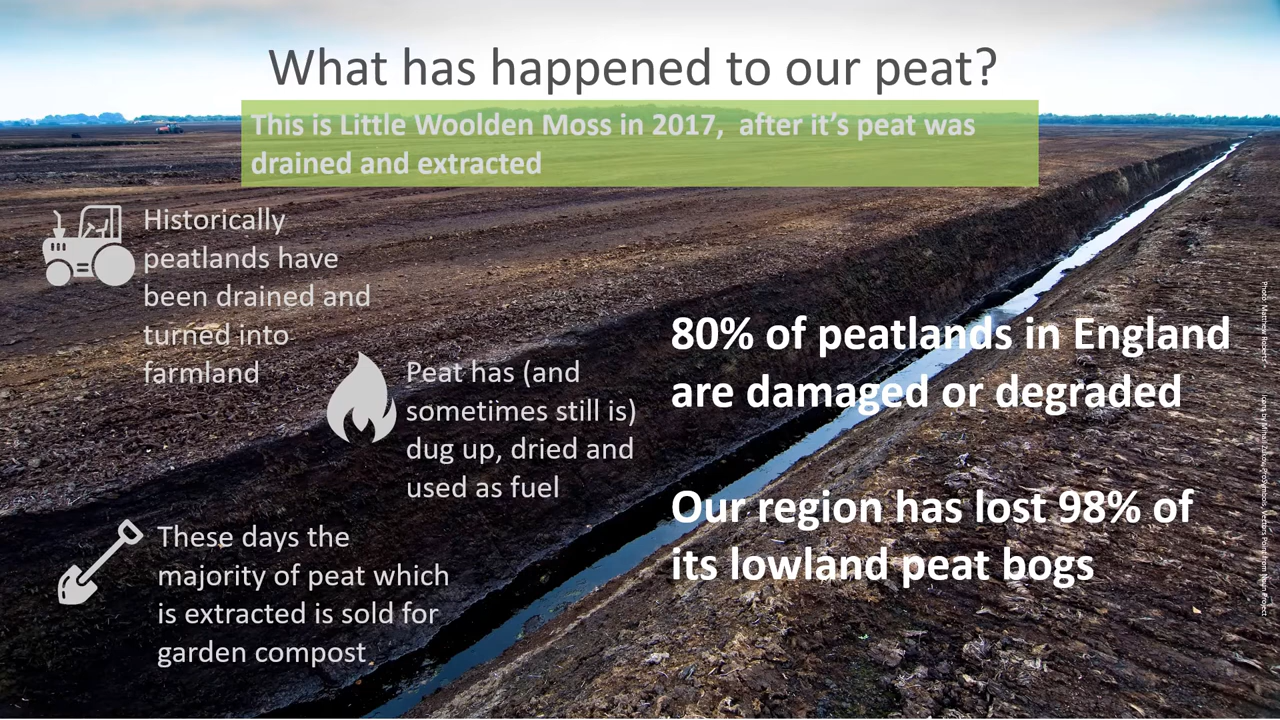 What has happened to our peat?
This is Little Woolden Moss in 2017, after it's peat was
drained and extracted
Historically
peatlands have
been drained and
turned into
farmland
Peat has (and
sometimes still is)
dug up, dried and
used as fuel
These days the
majority of peat which
is extracted is sold for
garden compost
80% of peatlands in England
are damaged or degraded
Our region has lost 98% of
its lowland peat bogs